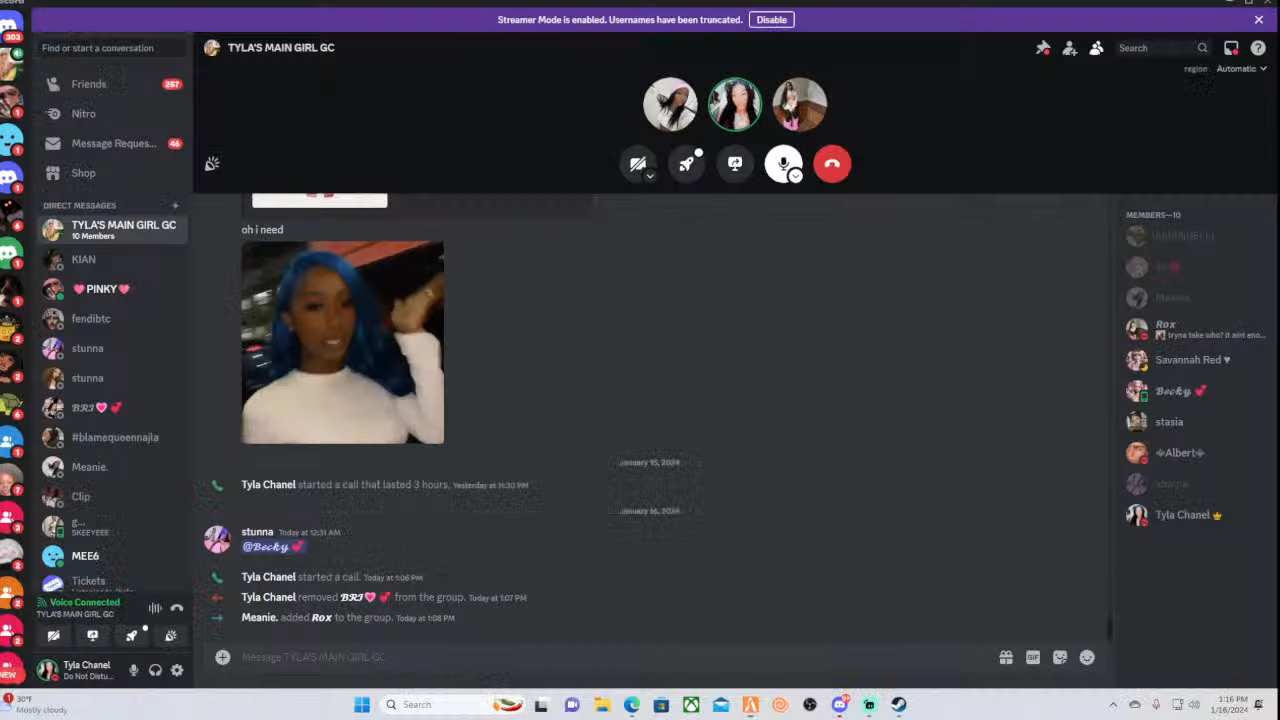 Streamer Mode is enabled. Usernames have been truncated.
Disable
303
Find or start a conversation
TYLA'S MAIN GIRL GC
Search
region
Automatic
Friends
257
Nitro
Message Reques...
46
Shop
DIRECT MESSAGES
TYLA'S MAIN GIRL GC
10 Members
KIAN
PINKY
fendibtc
stunna
stunna
BRI
#blamequeennajla
Meanie.
Clip
g...
SKEEYEEE
MEE6
Tickets
Voice Connected
TYLA'S MAIN GIRL GC
Tyla Chanel
Do Not Distu...
NEW
oh i need
January 15, 2024
Tyla Chanel started a call that lasted 3 hours. Yesterday at 11:30 PM
January 16, 2024
stunna Today at 12:31 AM
@Becky
Tyla Chanel started a call. Today at 1:06 PM
Tyla Chanel removed BRI from the group. Today at 1:07 PM
Meanie. added Rox to the group. Today at 1:08 PM
Message TYLA'S MAIN GIRL GC
GIF
MEMBERS—10
Meanie
Rox
tryna take who? it aint eno...
Savannah Red
Becky
stasia
Albert
stunna
Tyla Chanel
30°F
Mostly cloudy
Search
1:16 PM
1/16/2024